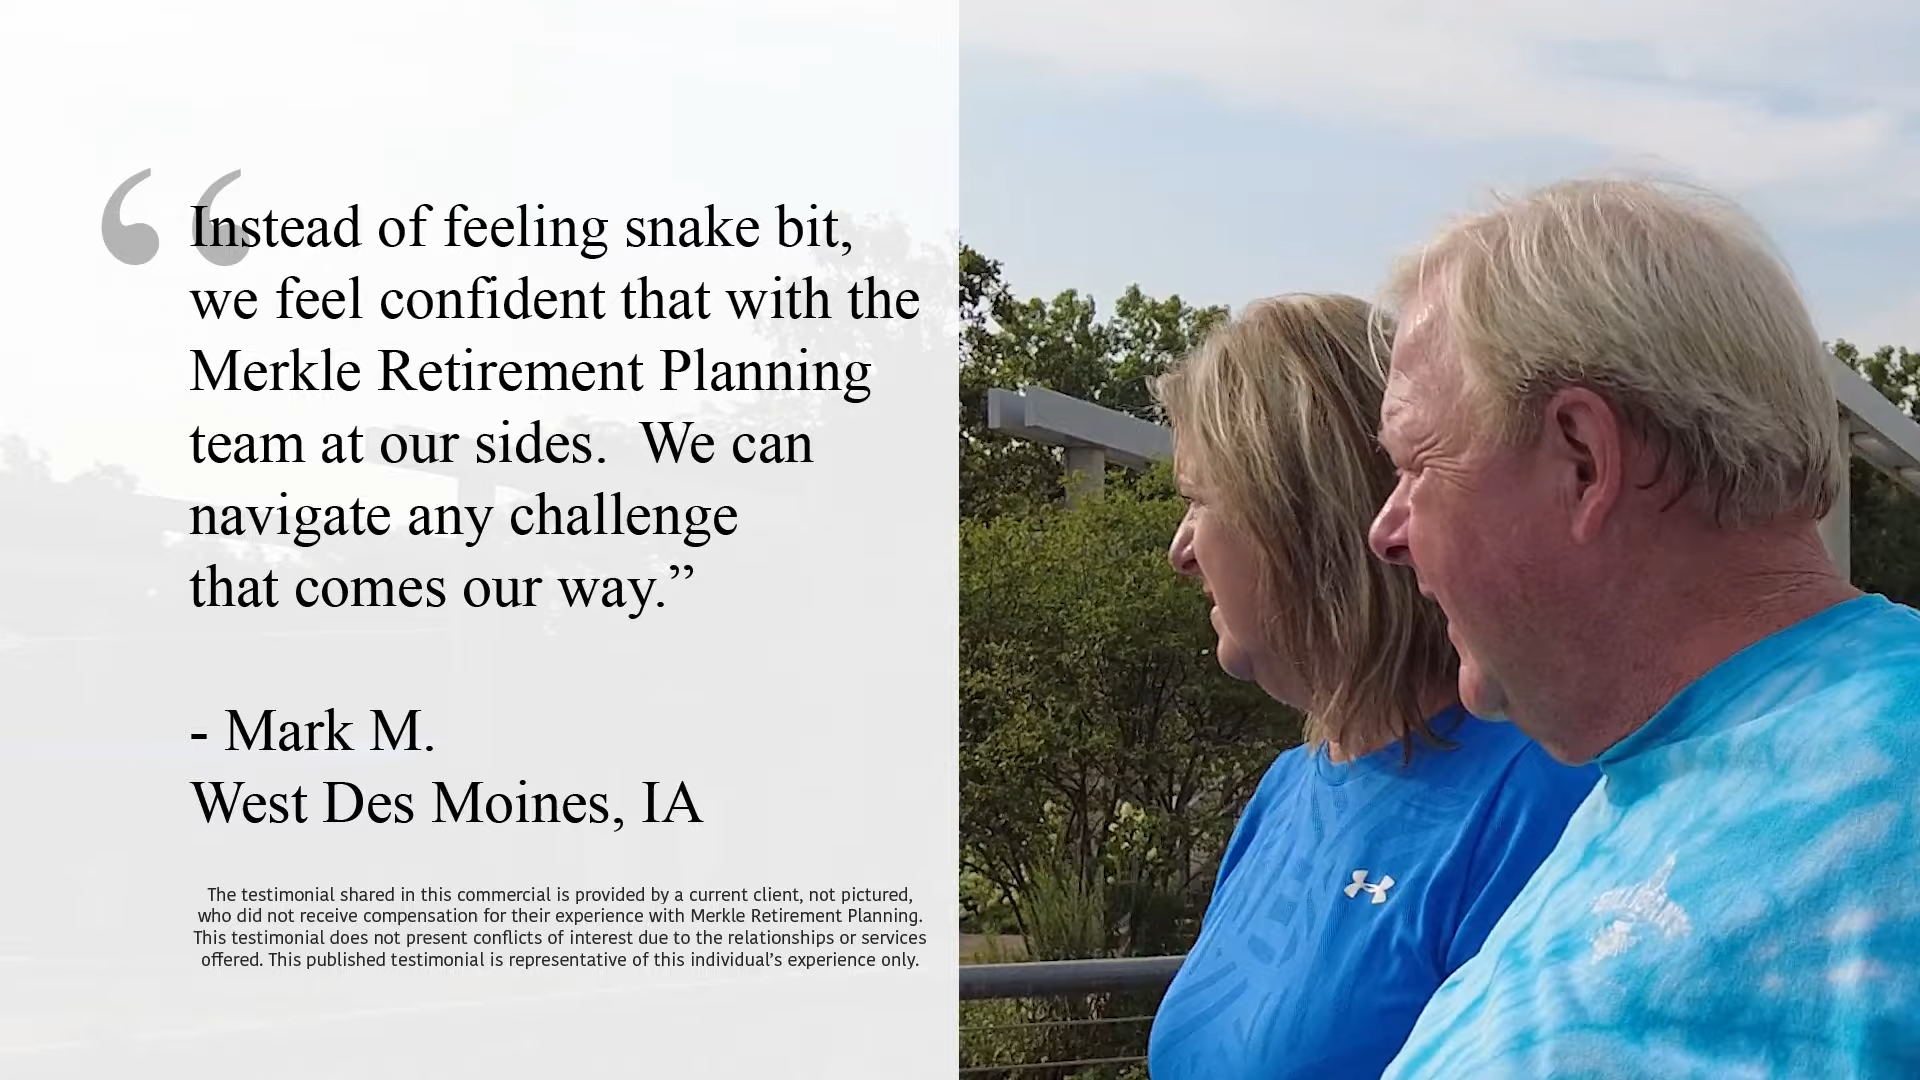 “Instead of feeling snake bit,
we feel confident that with the
Merkle Retirement Planning
team at our sides.  We can
navigate any challenge
that comes our way.”
- Mark M.
West Des Moines, IA
The testimonial shared in this commercial is provided by a current client, not pictured,
who did not receive compensation for their experience with Merkle Retirement Planning.
This testimonial does not present conflicts of interest due to the relationships or services
offered. This published testimonial is representative of this individual’s experience only.